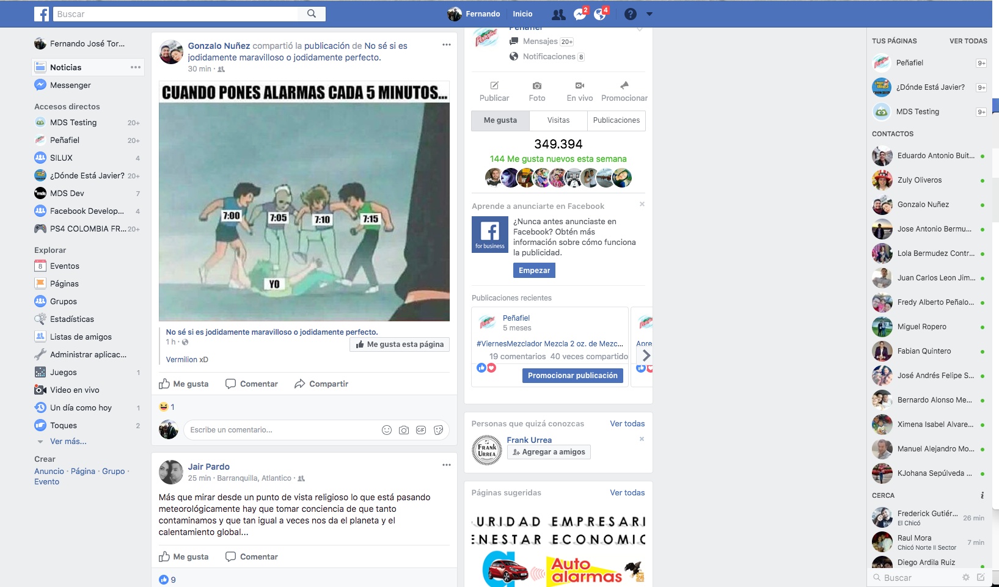 Buscar
Fernando
Inicio
2
4
Fernando José Tor...
Noticias
Messenger
Accesos directos
MDS Testing 20+
Peñafiel 20+
SILUX 4
¿Dónde Está Javier? 20+
MDS Dev 7
Facebook Develop... 4
PS4 COLOMBIA FR... 20+
Explorar
8 Eventos
Páginas
Grupos
Estadísticas
Listas de amigos
Administrar aplicac...
Juegos 1
Video en vivo
Un día como hoy 1
Toques 2
Ver más...
Crear
Anuncio · Página · Grupo ·
Evento
Gonzalo Nuñez compartió la publicación de No sé si es
jodidamente maravilloso o jodidamente perfecto.
30 min ·
CUANDO PONES ALARMAS CADA 5 MINUTOS...
7:00
7:05
7:10
7:15
YO
No sé si es jodidamente maravilloso o jodidamente perfecto.
1 h ·
Me gusta esta página
Vermilion xD
Me gusta Comentar Compartir
1
Escribe un comentario...
GIF
Jair Pardo
25 min · Barranquilla, Atlantico ·
Más que mirar desde un punto de vista religioso lo que está pasando
meteorológicamente hay que tomar conciencia de que tanto
contaminamos y que tan igual a veces nos da el planeta y el
calentamiento global...
Me gusta Comentar
9
Peñafiel
Peñafiel
Mensajes 20+
Notificaciones 8
Publicar Foto En vivo Promocionar
Me gusta Visitas Publicaciones
349.394
144 Me gusta nuevos esta semana
Aprende a anunciarte en Facebook
for business
¿Nunca antes anunciaste en
Facebook? Obtén más
información sobre cómo funciona
la publicidad.
Empezar
Publicaciones recientes
Peñafiel
5 meses
#ViernesMezclador Mezcla 2 oz. de Mezc...
19 comentarios 40 veces compartido
Promocionar publicación
Apre
Personas que quizá conozcas Ver todas
FRANK
URREA
Frank Urrea
Agregar a amigos
Páginas sugeridas Ver todas
URIDAD EMPRESARI
ENESTAR ECONOMIC
Auto
alarmas
TUS PÁGINAS VER TODAS
Peñafiel 9+
¿Dónde Está Javier? 9+
MDS Testing 9+
CONTACTOS
Eduardo Antonio Buit...
Zuly Oliveros
Gonzalo Nuñez
Jose Antonio Bermu...
Lola Bermudez Contr...
Juan Carlos Leon Jim...
Fredy Alberto Peñalo...
Miguel Ropero
Fabian Quintero
José Andrés Felipe S...
Bernardo Alonso Me...
Ximena Isabel Alvare...
Manuel Alejandro Mo...
KJohana Sepúlveda ...
CERCA
Frederick Gutiér... 26 min
El Chicó
Raul Mora 7 min
Chicó Norte II Sector
Diego Ardila Ruiz
Buscar